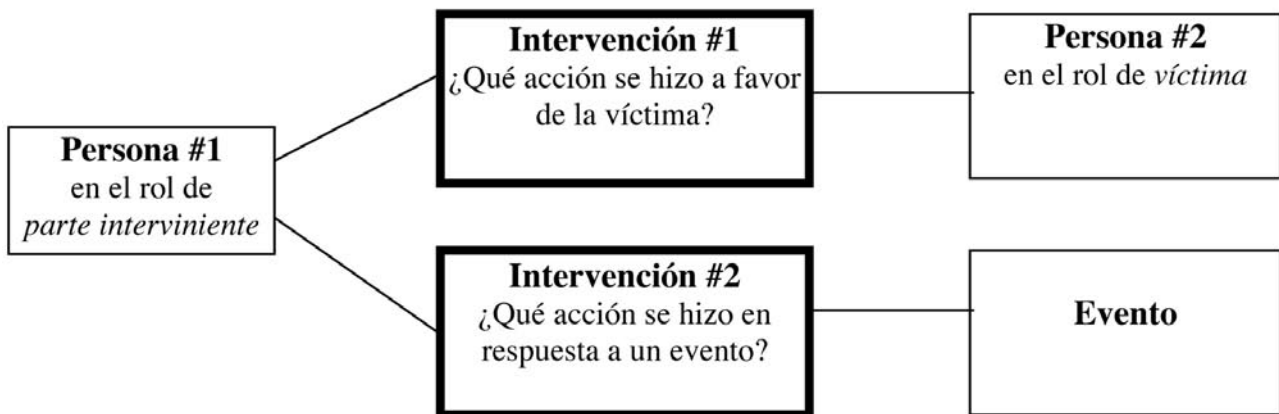 Persona #1
en el rol de
parte interviniente
Intervención #1
¿Qué acción se hizo a favor
de la víctima?
Persona #2
en el rol de víctima
Intervención #2
¿Qué acción se hizo en
respuesta a un evento?
Evento